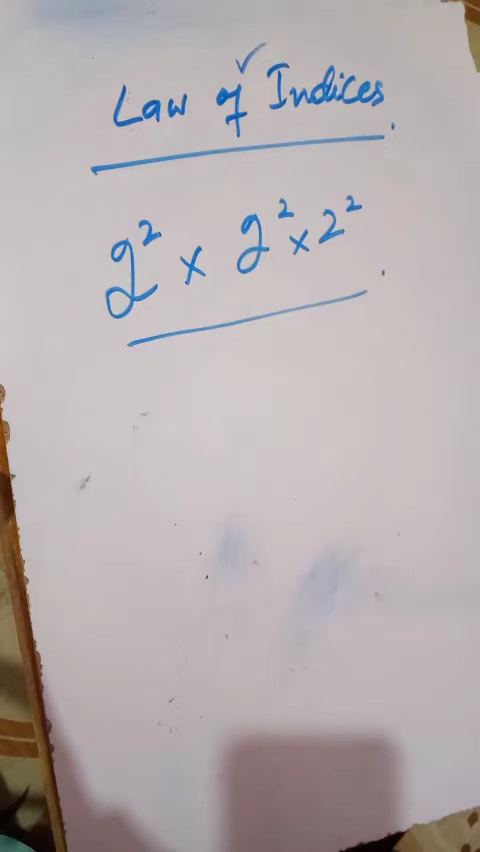 Law of Indices.
2² × 2² × 2².